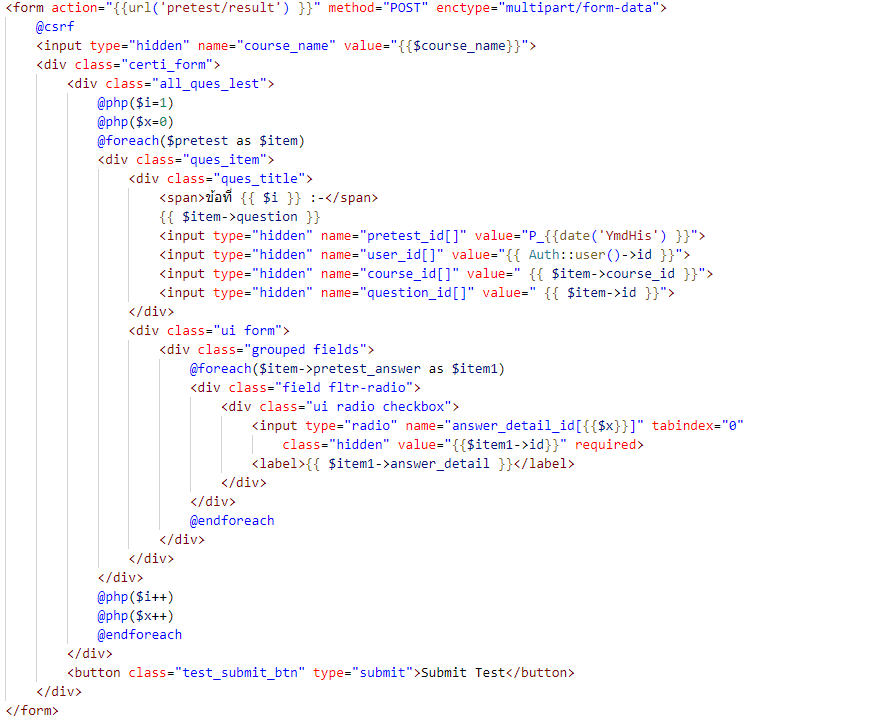 <form action="{{url('pretest/result') }}" method="POST" enctype="multipart/form-data">
@csrf
<input type="hidden" name="course_name" value="{{$course_name}}">
<div class="certi_form">
<div class="all_ques_lest">
@php($i=1)
@php($x=0)
@foreach($pretest as $item)
<div class="ques_item">
<div class="ques_title">
<span>ข้อที่ {{ $i }} :-</span>
{{ $item->question }}
<input type="hidden" name="pretest_id[]" value="P_{{date('YmdHis') }}">
<input type="hidden" name="user_id[]" value="{{ Auth::user()->id }}">
<input type="hidden" name="course_id[]" value=" {{ $item->course_id }}">
<input type="hidden" name="question_id[]" value=" {{ $item->id }}">
</div>
<div class="ui form">
<div class="grouped fields">
@foreach($item->pretest_answer as $item1)
<div class="field fltr-radio">
<div class="ui radio checkbox">
<input type="radio" name="answer_detail_id[{{$x}}]" tabindex="0"
class="hidden" value="{{$item1->id}}" required>
<label>{{ $item1->answer_detail }}</label>
</div>
</div>
@endforeach
</div>
</div>
</div>
@php($i++)
@php($x++)
@endforeach
</div>
<button class="test_submit_btn" type="submit">Submit Test</button>
</div>
</form>